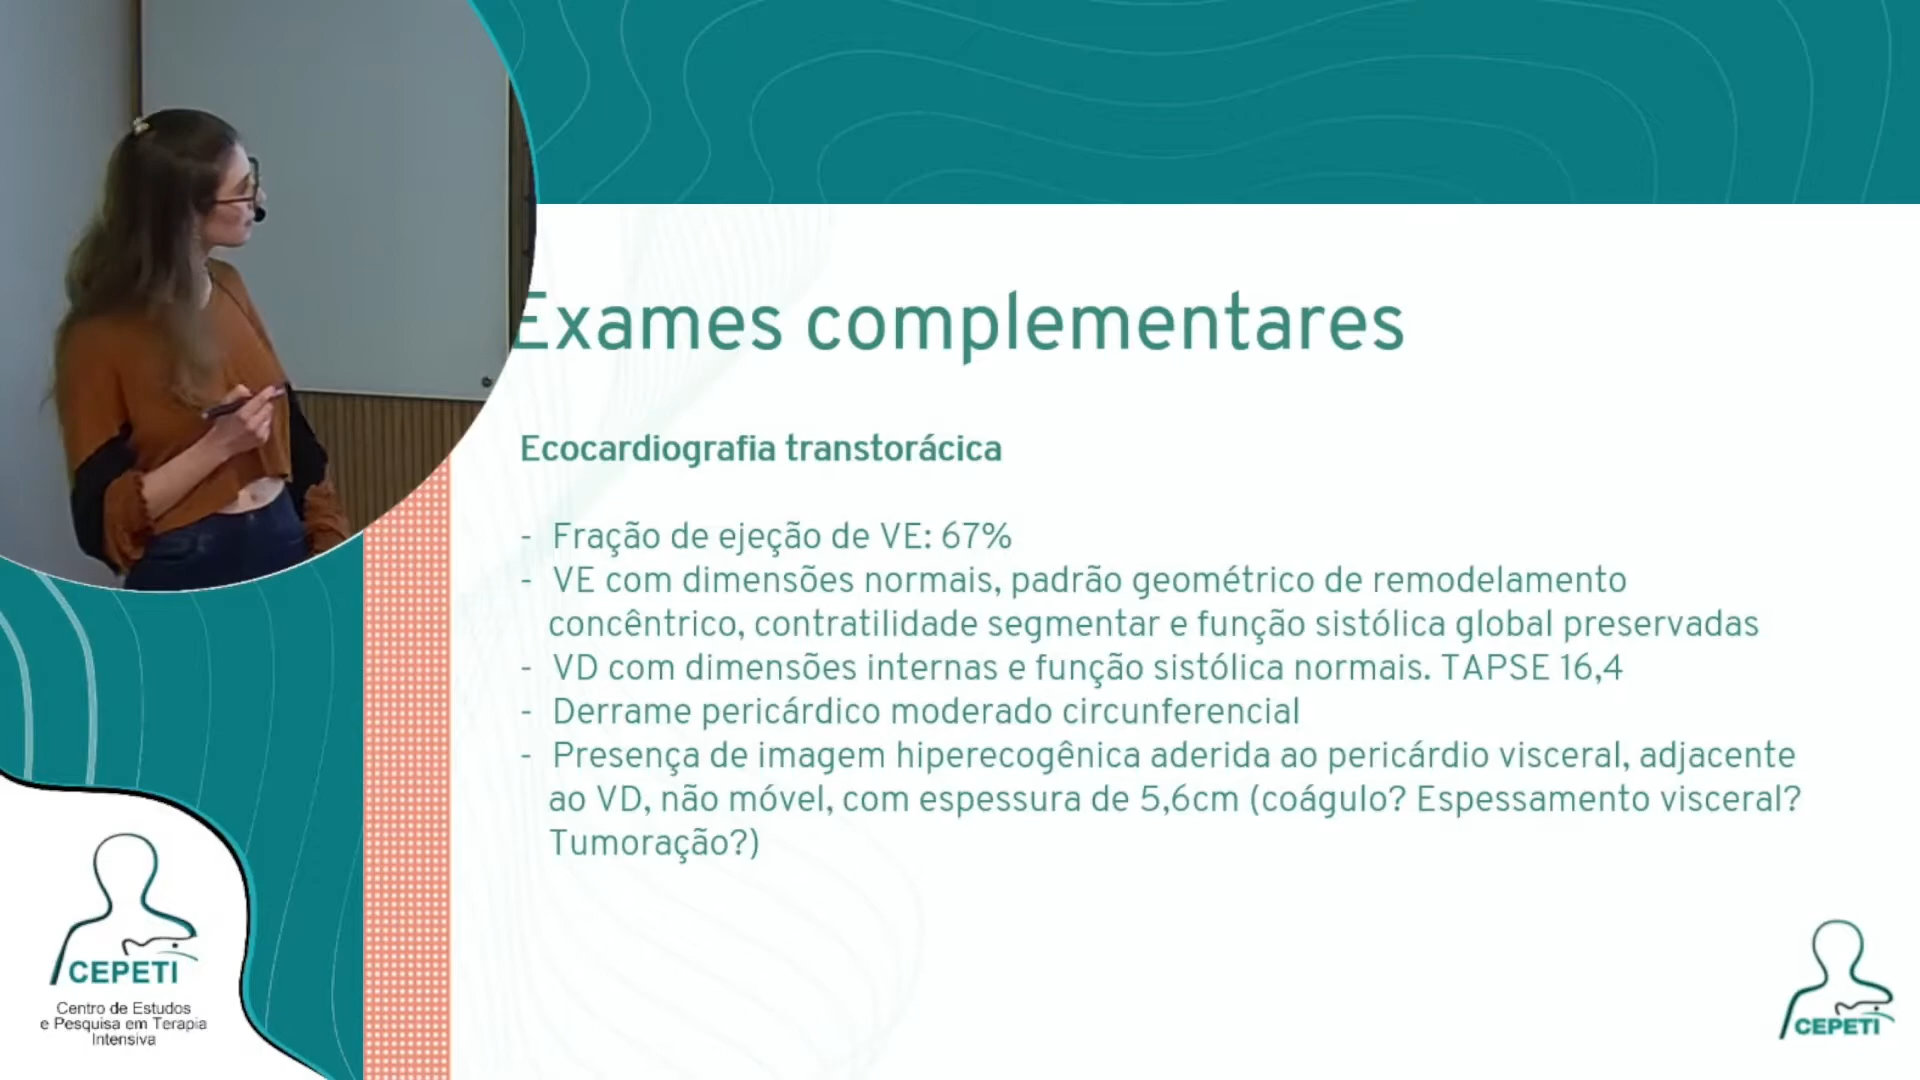 Exames complementares
Ecocardiografia transtorácica
- Fração de ejeção de VE: 67%
- VE com dimensões normais, padrão geométrico de remodelamento
concêntrico, contratilidade segmentar e função sistólica global preservadas
- VD com dimensões internas e função sistólica normais. TAPSE 16,4
- Derrame pericárdico moderado circunferencial
- Presença de imagem hiperecogênica aderida ao pericárdio visceral, adjacente
ao VD, não móvel, com espessura de 5,6cm (coágulo? Espessamento visceral?
Tumoração?)
CEPETI
Centro de Estudos
e Pesquisa em Terapia
Intensiva
CEPETI